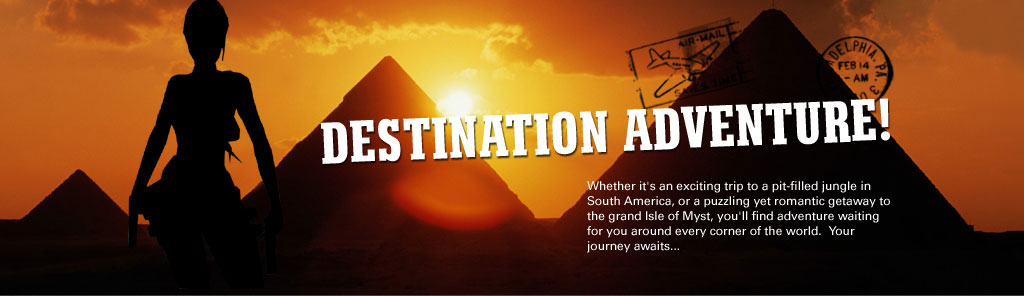 AIR-MAIL
DELPHIA, PA.
FEB 14
-AM
DESTINATION ADVENTURE!
Whether it's an exciting trip to a pit-filled jungle in
South America, or a puzzling yet romantic getaway to
the grand Isle of Myst, you'll find adventure waiting
for you around every corner of the world.  Your
journey awaits...